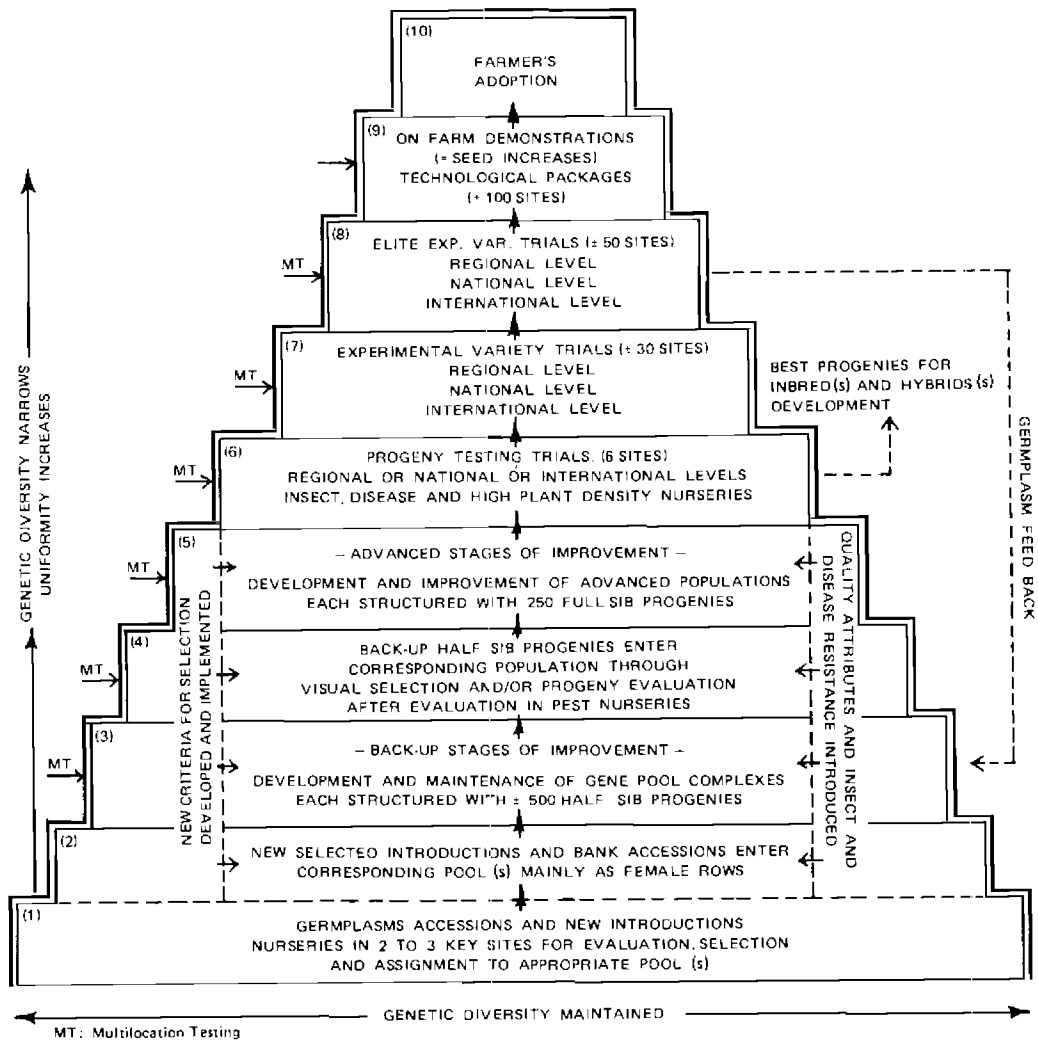 (10)
FARMER'S
ADOPTION
(9)
ON FARM DEMONSTRATIONS
(= SEED INCREASES)
TECHNOLOGICAL PACKAGES
(± 100 SITES)
(8)
ELITE EXP. VAR. TRIALS (± 50 SITES)
REGIONAL LEVEL
NATIONAL LEVEL
INTERNATIONAL LEVEL
MT
(7)
EXPERIMENTAL VARIETY TRIALS (± 30 SITES)
REGIONAL LEVEL
NATIONAL LEVEL
INTERNATIONAL LEVEL
MT
BEST PROGENIES FOR
INBRED(s) AND HYBRIDS(s)
DEVELOPMENT
(6)
PROGENY TESTING TRIALS. (6 SITES)
REGIONAL OR NATIONAL OR INTERNATIONAL LEVELS
INSECT, DISEASE AND HIGH PLANT DENSITY NURSERIES
MT
(5)
– ADVANCED STAGES OF IMPROVEMENT –
DEVELOPMENT AND IMPROVEMENT OF ADVANCED POPULATIONS
EACH STRUCTURED WITH 250 FULL SIB PROGENIES
MT
(4)
BACK-UP HALF SIB PROGENIES ENTER
CORRESPONDING POPULATION THROUGH
VISUAL SELECTION AND/OR PROGENY EVALUATION
AFTER EVALUATION IN PEST NURSERIES
MT
(3)
– BACK-UP STAGES OF IMPROVEMENT –
DEVELOPMENT AND MAINTENANCE OF GENE POOL COMPLEXES
EACH STRUCTURED WITH ± 500 HALF SIB PROGENIES
MT
(2)
NEW SELECTED INTRODUCTIONS AND BANK ACCESSIONS ENTER
CORRESPONDING POOL (s) MAINLY AS FEMALE ROWS
(1)
GERMPLASMS ACCESSIONS AND NEW INTRODUCTIONS
NURSERIES IN 2 TO 3 KEY SITES FOR EVALUATION, SELECTION
AND ASSIGNMENT TO APPROPRIATE POOL (s)
GENETIC DIVERSITY NARROWS
UNIFORMITY INCREASES
NEW CRITERIA FOR SELECTION
DEVELOPED AND IMPLEMENTED
QUALITY ATTRIBUTES AND INSECT AND
DISEASE RESISTANCE INTRODUCED
GERMPLASM FEED BACK
GENETIC DIVERSITY MAINTAINED
MT: Multilocation Testing